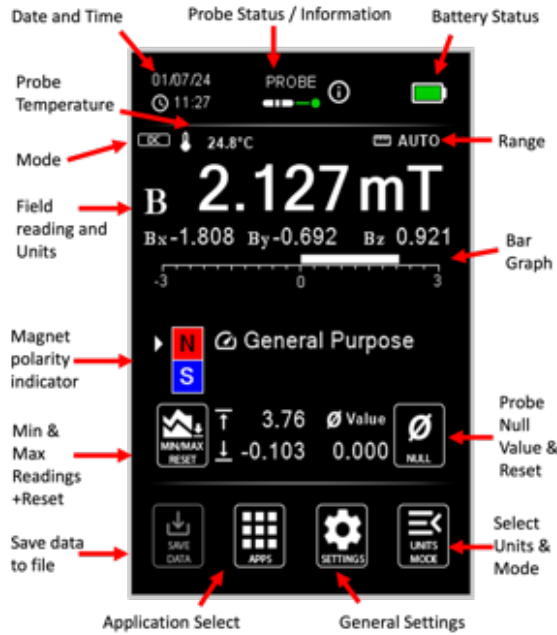 Date and Time
Probe Status / Information
Battery Status
01/07/24
PROBE
11:27
Probe
Temperature
DC
24.8°C
AUTO
Range
Mode
B 2.127 mT
Field
reading and
Units
Bx-1.808 By-0.692 Bz 0.921
Bar
Graph
-3 0 3
Magnet
polarity
indicator
N
S
General Purpose
Min &
Max
Readings
+Reset
MIN/MAX
RESET
3.76 Ø Value
-0.103 0.000
Ø
NULL
Probe
Null
Value &
Reset
Save data
to file
SAVE
DATA
APPS
SETTINGS
UNITS
MODE
Select
Units &
Mode
Application Select
General Settings